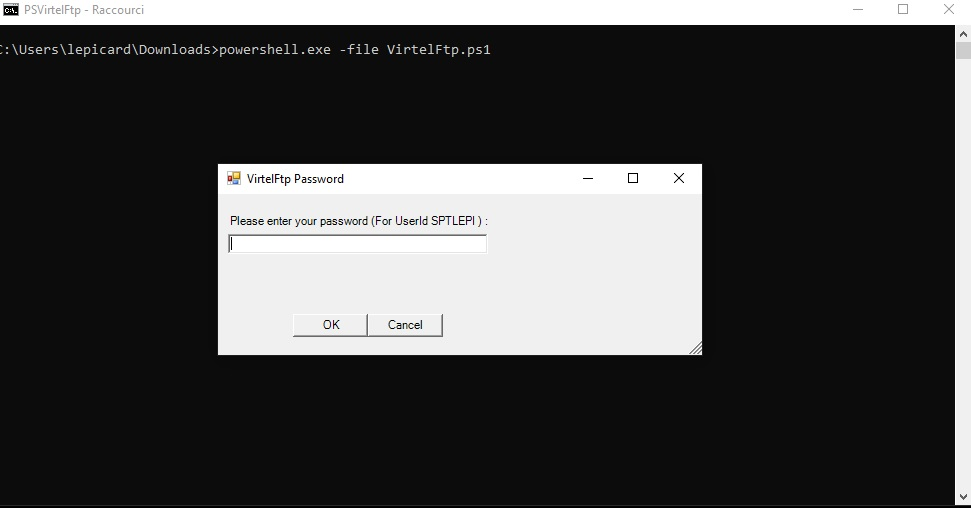 PSVirtelFtp - Raccourci
C:\Users\lepicard\Downloads>powershell.exe -file VirtelFtp.ps1
VirtelFtp Password
Please enter your password (For UserId SPTLEPI ) :
OK Cancel